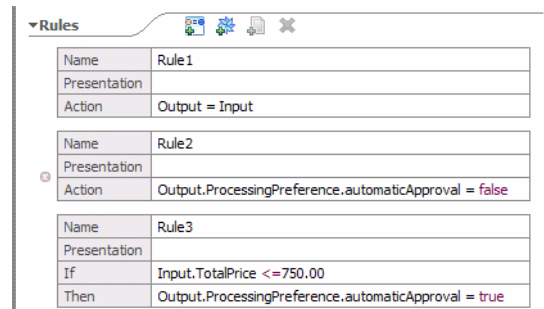 Rules
Name Rule1
Presentation
Action Output = Input
Name Rule2
Presentation
Action Output.ProcessingPreference.automaticApproval = false
Name Rule3
Presentation
If Input.TotalPrice <=750.00
Then Output.ProcessingPreference.automaticApproval = true